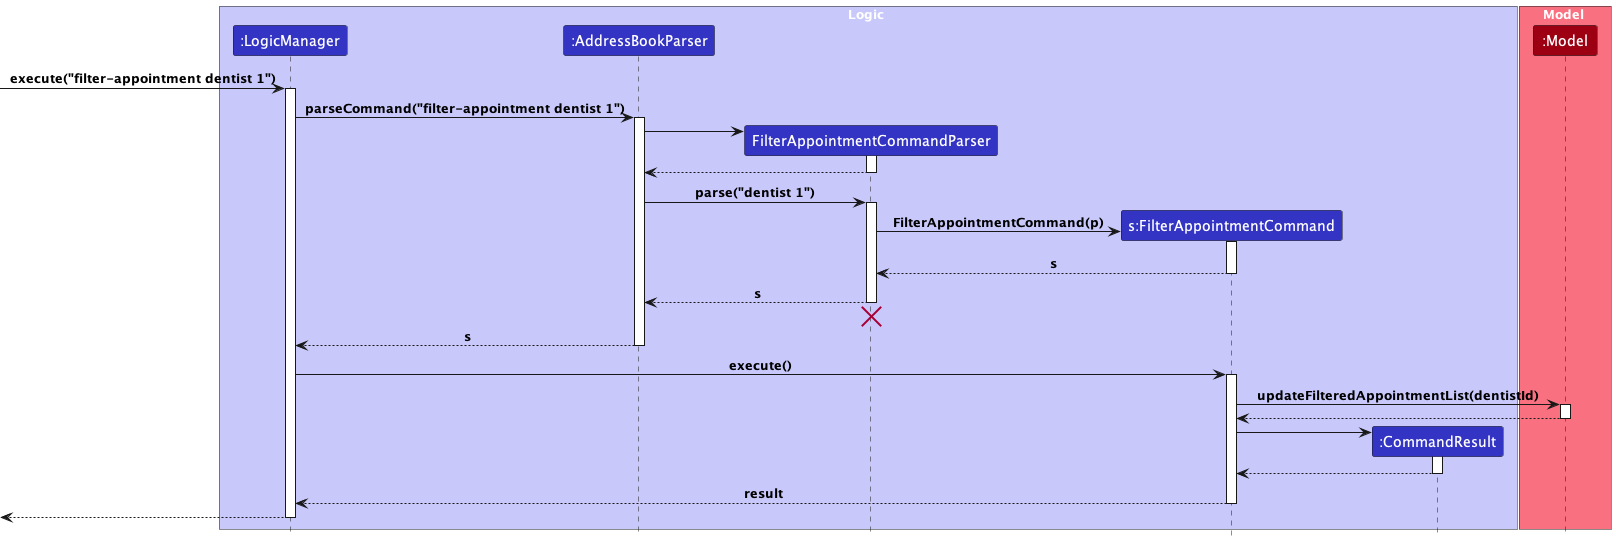 Logic
Model
:LogicManager
:AddressBookParser
:Model
execute("filter-appointment dentist 1")
parseCommand("filter-appointment dentist 1")
FilterAppointmentCommandParser
parse("dentist 1")
FilterAppointmentCommand(p)
s:FilterAppointmentCommand
s
s
s
execute()
updateFilteredAppointmentList(dentistId)
:CommandResult
result